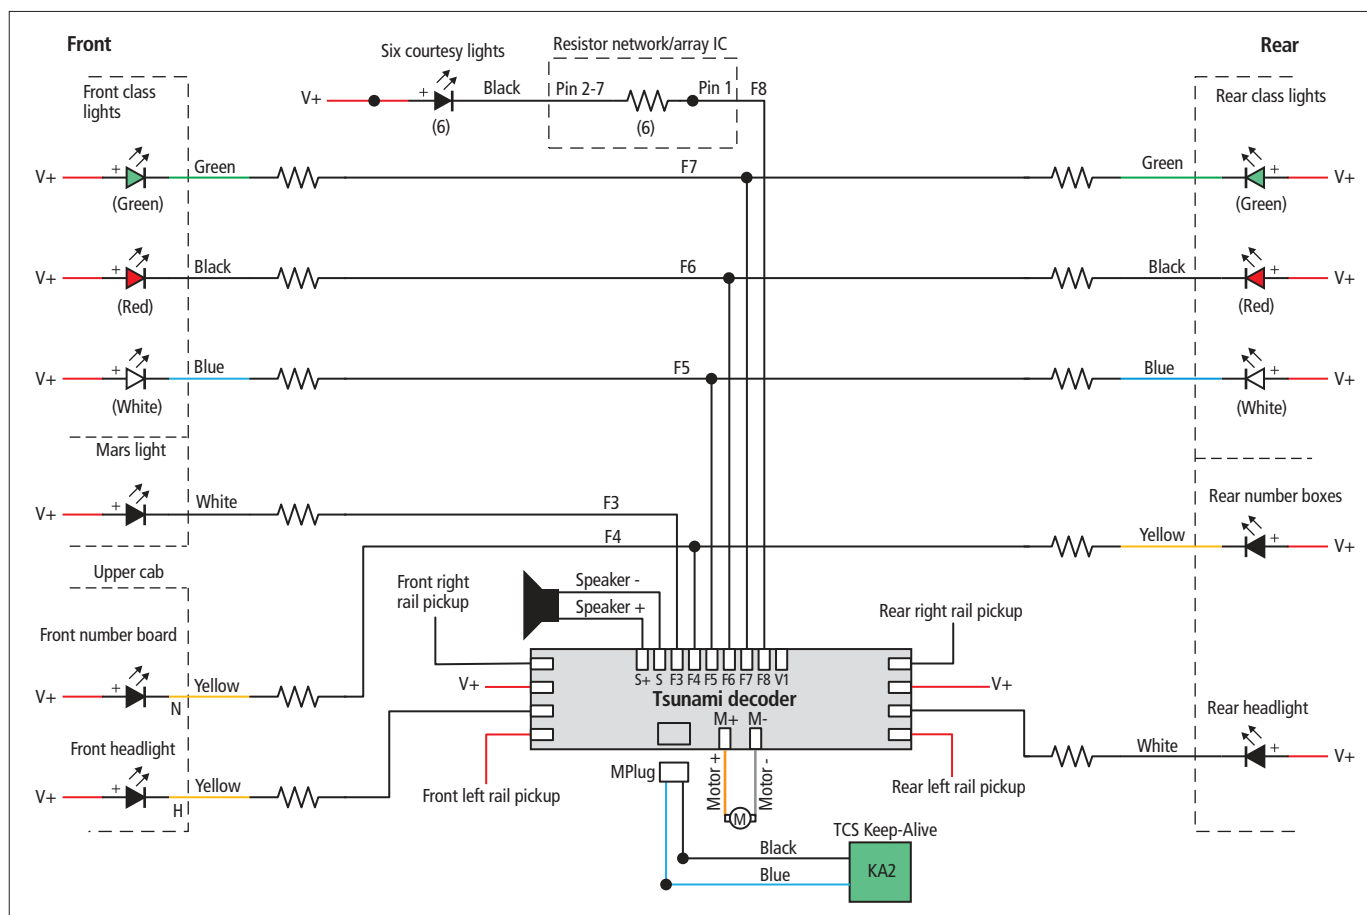 Front
Rear
Six courtesy lights
Resistor network/array IC
Front class
lights
Rear class lights
V+
+
Black
Pin 2-7
Pin 1
F8
(6)
(6)
V+
+
Green
F7
Green
+
V+
(Green)
(Green)
V+
+
Black
F6
Black
+
V+
(Red)
(Red)
V+
+
Blue
F5
Blue
+
V+
(White)
(White)
Mars light
V+
+
White
F3
Rear number boxes
F4
Yellow
+
V+
Upper cab
Front right
rail pickup
Speaker -
Speaker +
Rear right rail pickup
Front number board
V+
+
Yellow
N
V+
S+
S
F3
F4
F5
F6
F7
F8
V1
V+
Tsunami decoder
M+
M-
Front headlight
V+
+
Yellow
H
Rear headlight
White
+
V+
Front left rail pickup
MPlug
Motor +
Motor -
M
Rear left rail pickup
TCS Keep-Alive
Black
Blue
KA2